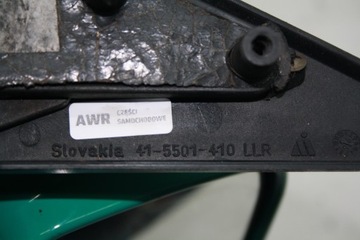 AWR CZĘŚCI
SAMOCHODOWE
Slovakia 41-5501-410 LLR